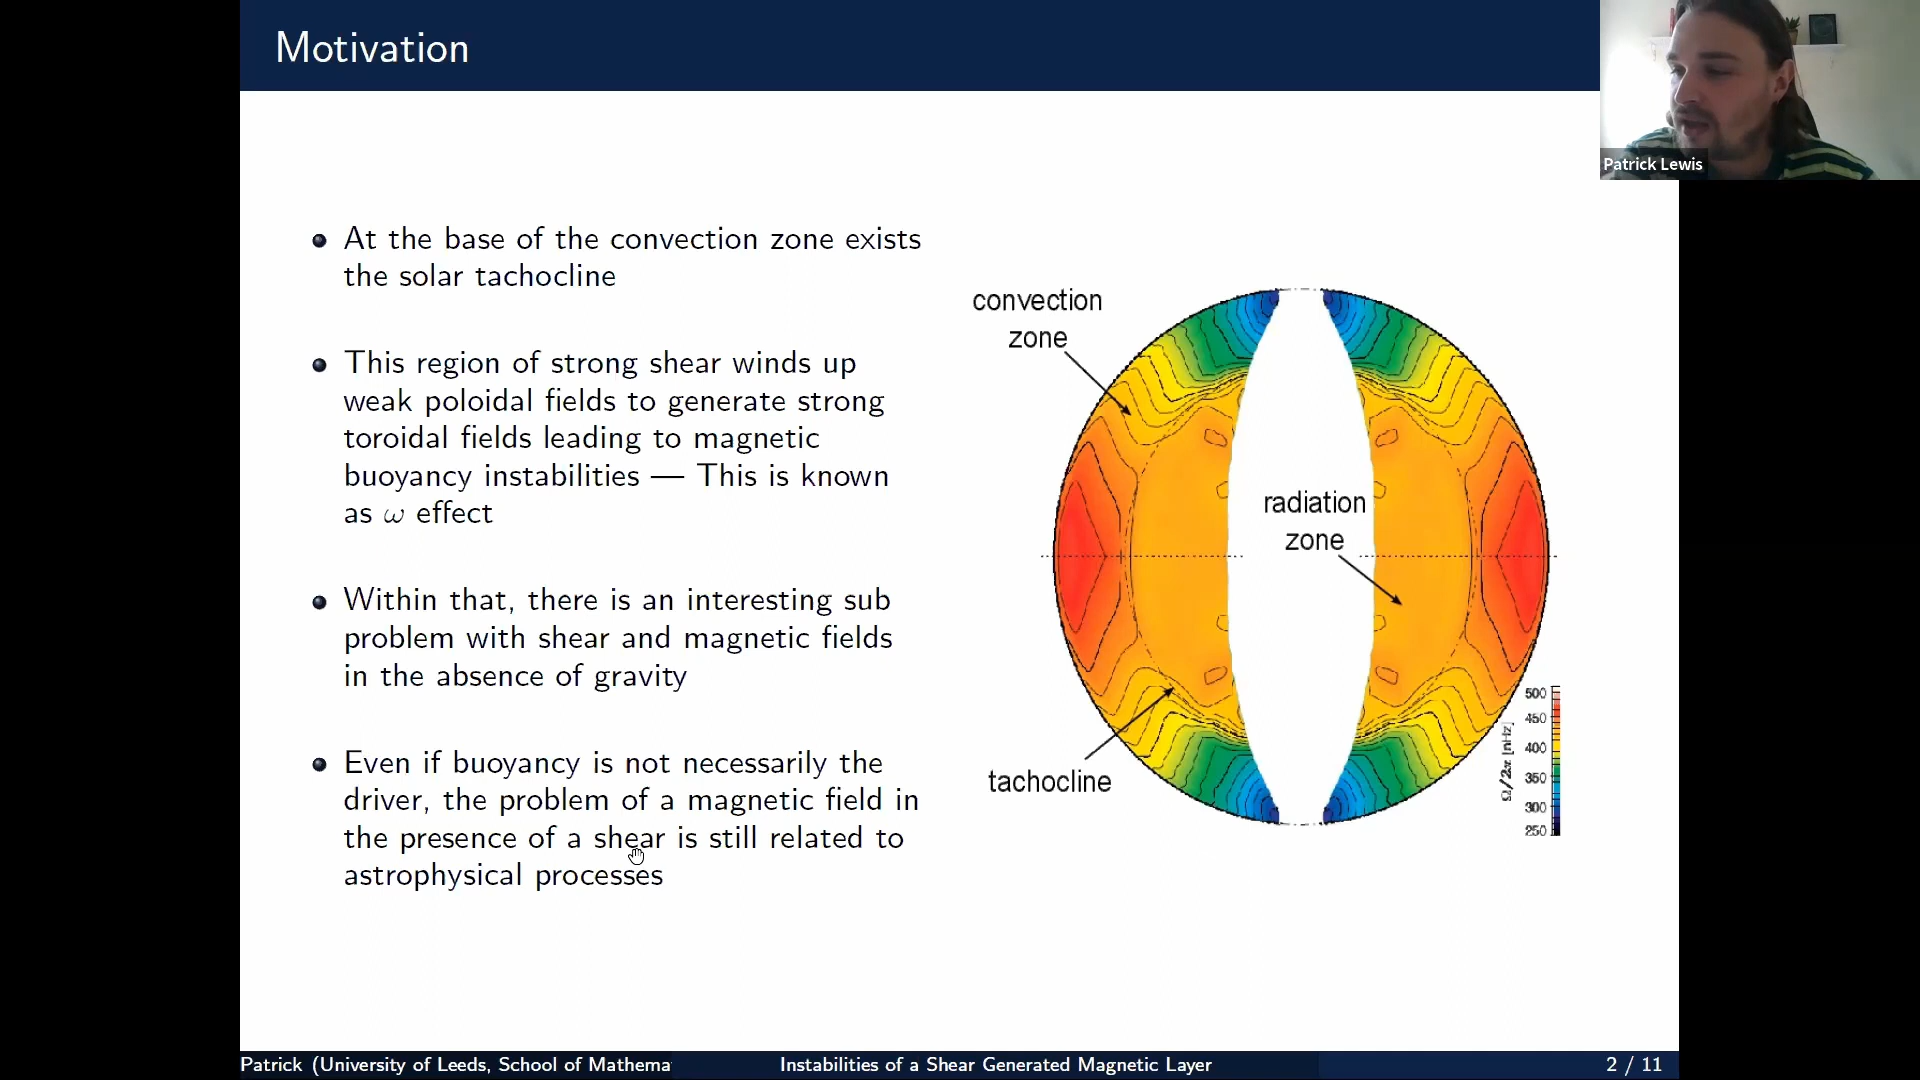 Motivation
Patrick Lewis
At the base of the convection zone exists
the solar tachocline
This region of strong shear winds up
weak poloidal fields to generate strong
toroidal fields leading to magnetic
buoyancy instabilities — This is known
as ω effect
Within that, there is an interesting sub
problem with shear and magnetic fields
in the absence of gravity
Even if buoyancy is not necessarily the
driver, the problem of a magnetic field in
the presence of a shear is still related to
astrophysical processes
convection
zone
radiation
zone
tachocline
Ω/2π [nHz]
500
450
400
350
300
250
Patrick (University of Leeds, School of Mathema
Instabilities of a Shear Generated Magnetic Layer
2 / 11